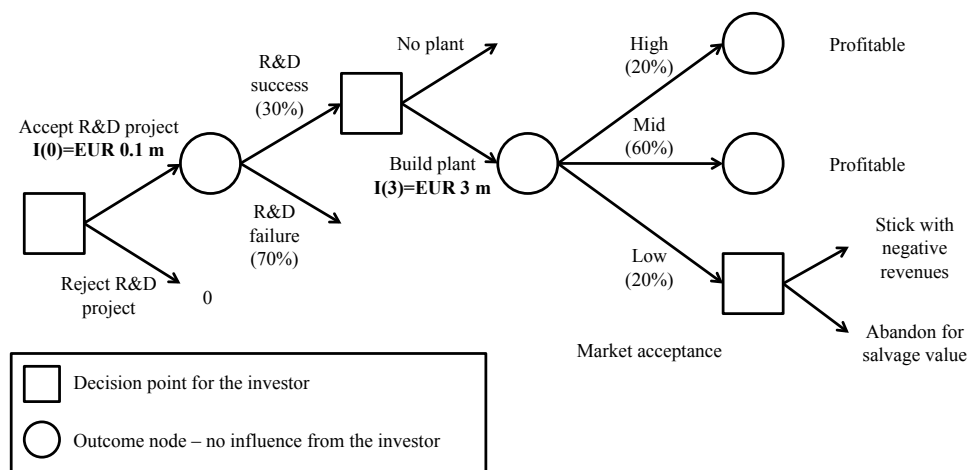 Accept R&D project
I(0)=EUR 0.1 m
Reject R&D
project
0
R&D
success
(30%)
R&D
failure
(70%)
No plant
Build plant
I(3)=EUR 3 m
High
(20%)
Profitable
Mid
(60%)
Profitable
Low
(20%)
Market acceptance
Stick with
negative
revenues
Abandon for
salvage value
Decision point for the investor
Outcome node – no influence from the investor